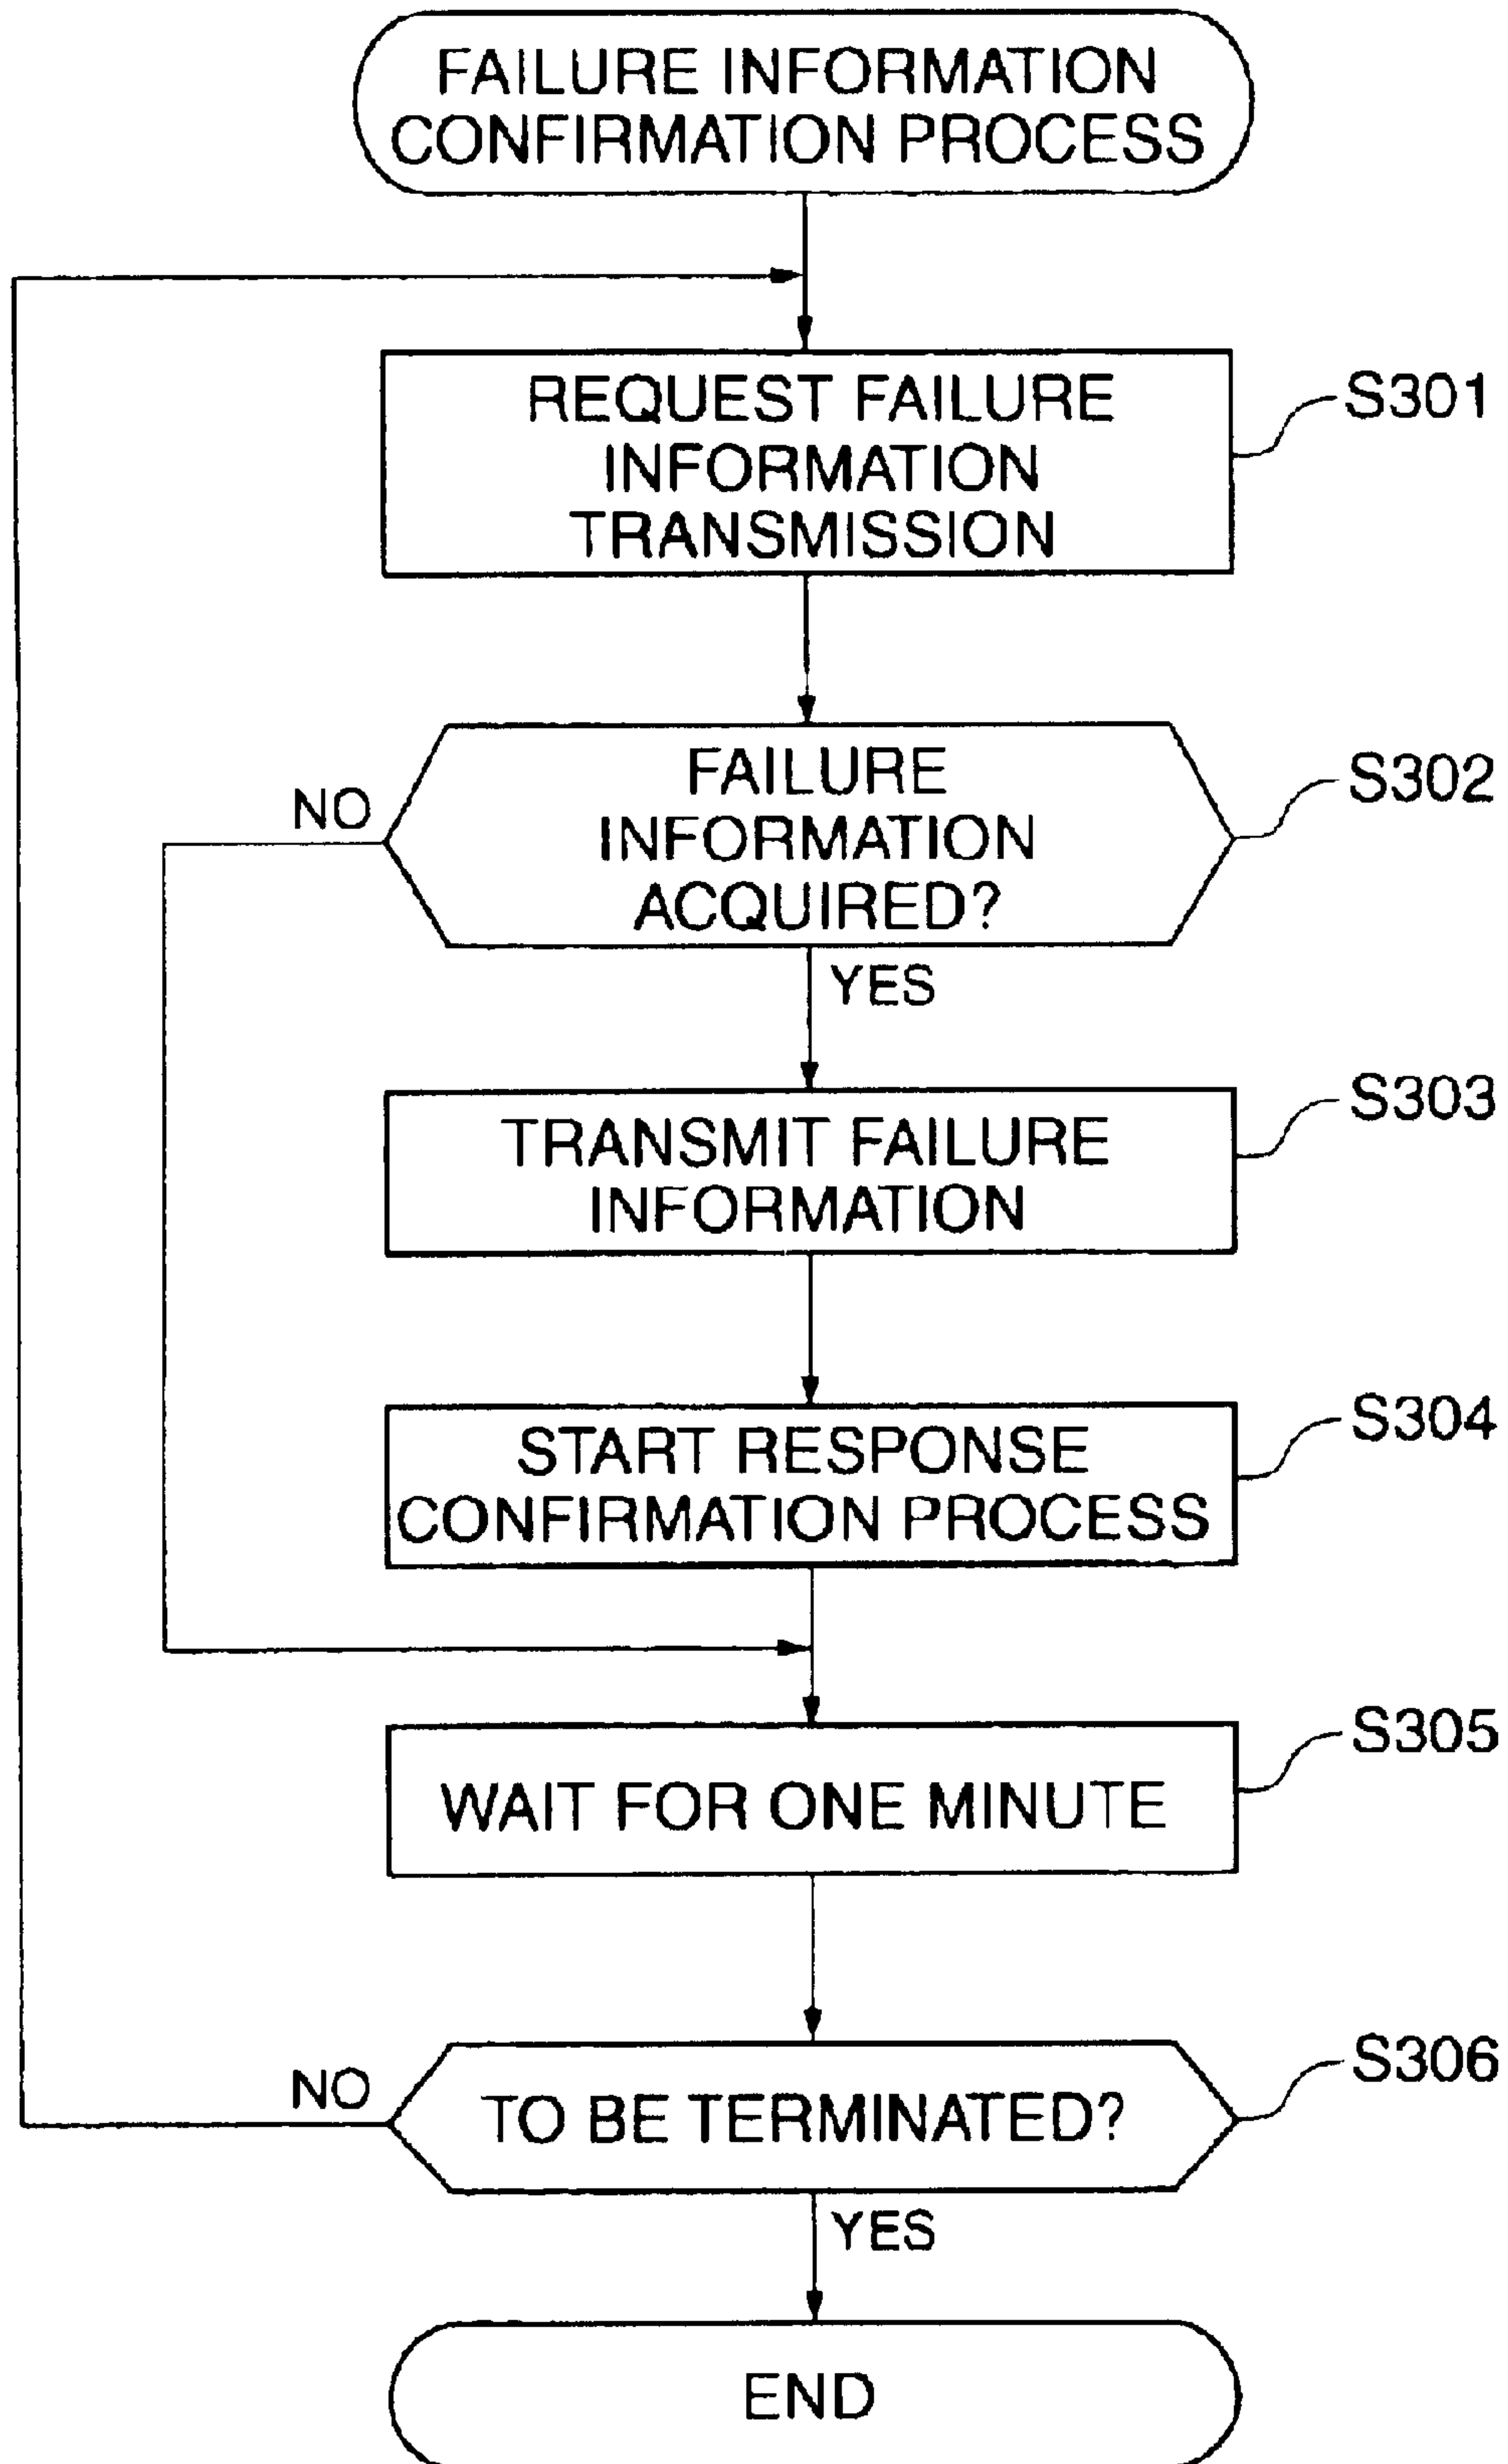 FAILURE INFORMATION
CONFIRMATION PROCESS
REQUEST FAILURE
INFORMATION
TRANSMISSION
S301
FAILURE
INFORMATION
ACQUIRED?
S302
NO
YES
TRANSMIT FAILURE
INFORMATION
S303
START RESPONSE
CONFIRMATION PROCESS
S304
WAIT FOR ONE MINUTE
S305
TO BE TERMINATED?
S306
NO
YES
END